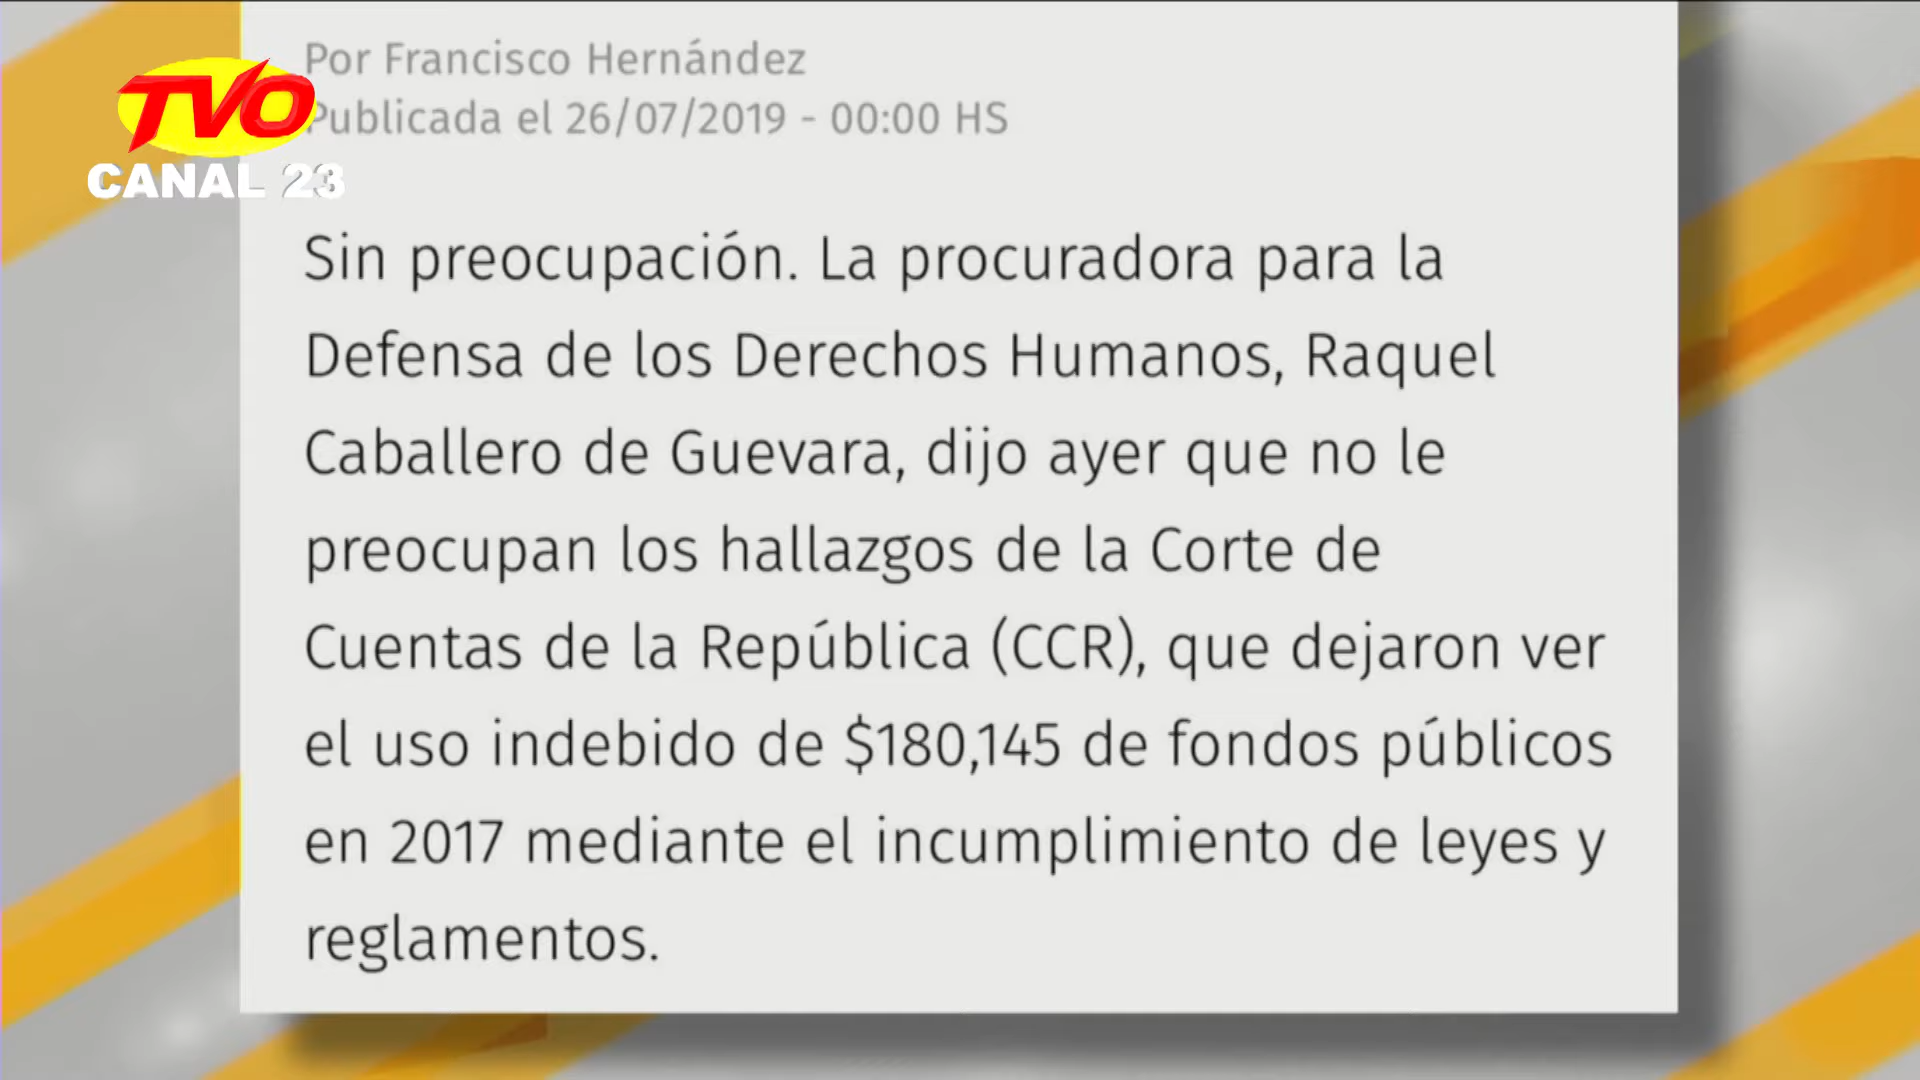 Por Francisco Hernández
TVO
Publicada el 26/07/2019 - 00:00 HS
CANAL 23
Sin preocupación. La procuradora para la
Defensa de los Derechos Humanos, Raquel
Caballero de Guevara, dijo ayer que no le
preocupan los hallazgos de la Corte de
Cuentas de la República (CCR), que dejaron ver
el uso indebido de $180,145 de fondos públicos
en 2017 mediante el incumplimiento de leyes y
reglamentos.